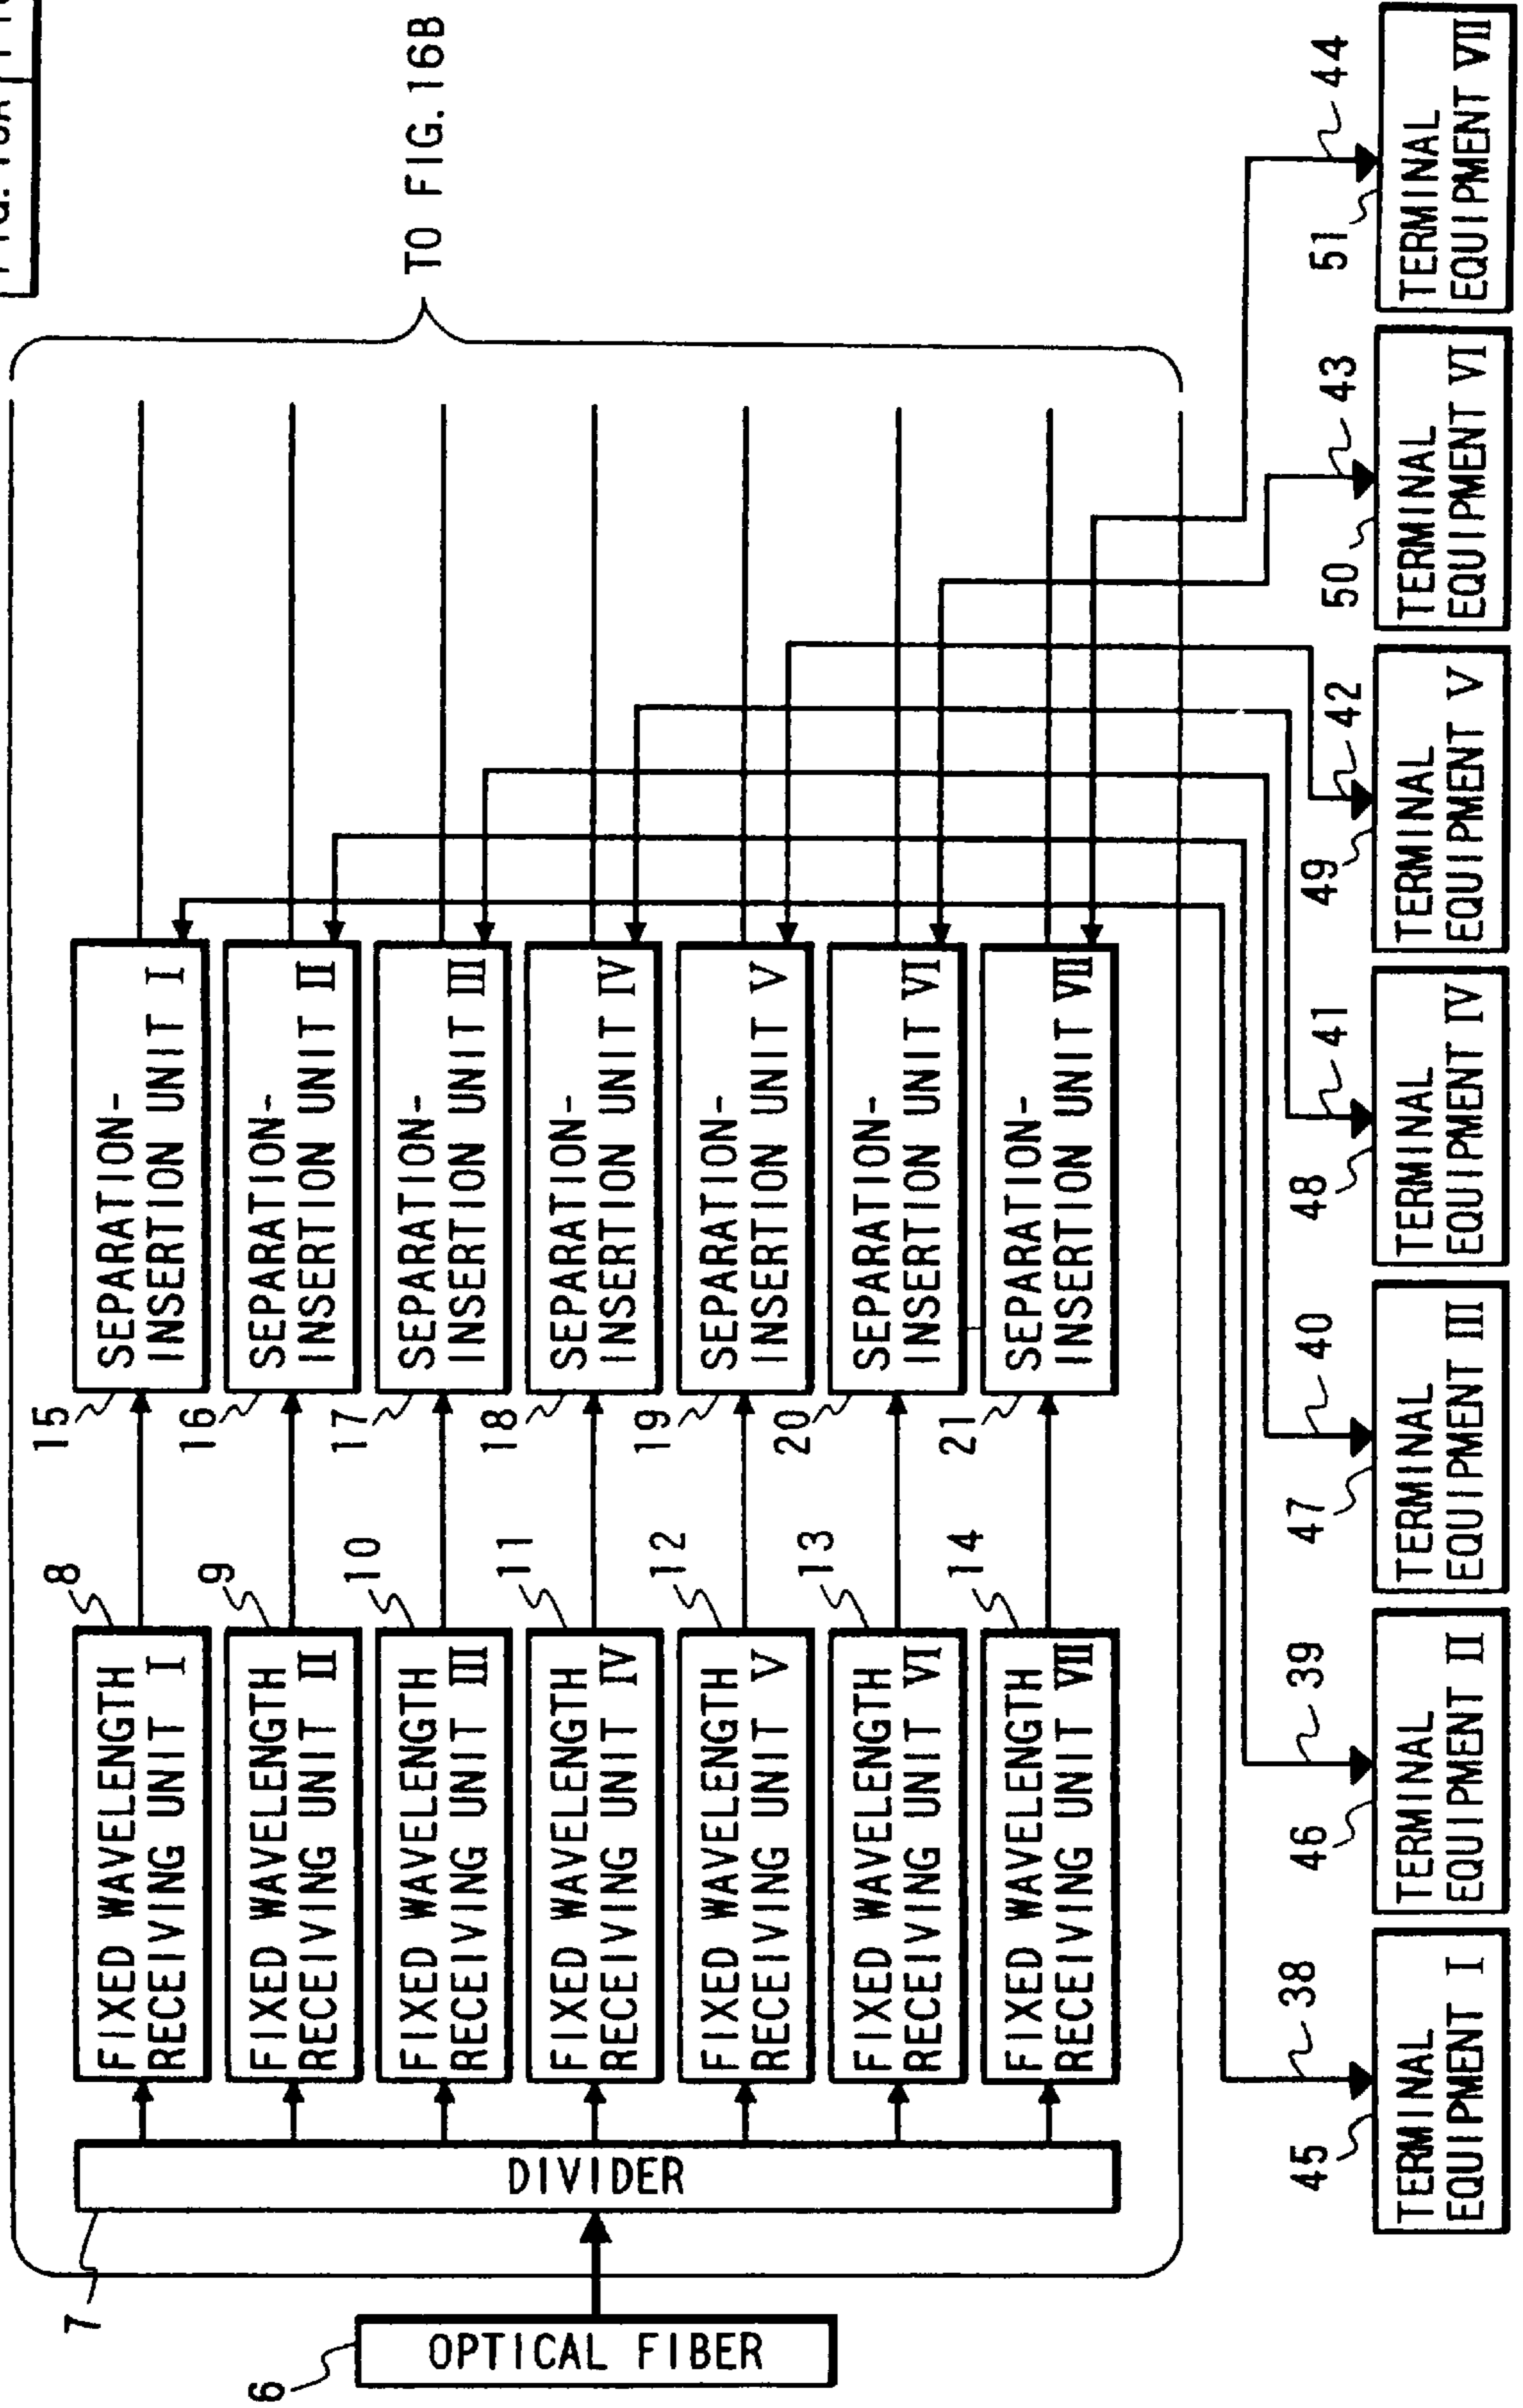 TO FIG. 16B
6
OPTICAL FIBER
7
DIVIDER
8
FIXED WAVELENGTH
RECEIVING UNIT I
9
FIXED WAVELENGTH
RECEIVING UNIT II
10
FIXED WAVELENGTH
RECEIVING UNIT III
11
FIXED WAVELENGTH
RECEIVING UNIT IV
12
FIXED WAVELENGTH
RECEIVING UNIT V
13
FIXED WAVELENGTH
RECEIVING UNIT VI
14
FIXED WAVELENGTH
RECEIVING UNIT VII
15
SEPARATION-
INSERTION UNIT I
16
SEPARATION-
INSERTION UNIT II
17
SEPARATION-
INSERTION UNIT III
18
SEPARATION-
INSERTION UNIT IV
19
SEPARATION-
INSERTION UNIT V
20
SEPARATION-
INSERTION UNIT VI
21
SEPARATION-
INSERTION UNIT VII
38
39
40
41
42
43
44
45
TERMINAL
EQUIPMENT I
46
TERMINAL
EQUIPMENT II
47
TERMINAL
EQUIPMENT III
48
TERMINAL
EQUIPMENT IV
49
TERMINAL
EQUIPMENT V
50
TERMINAL
EQUIPMENT VI
51
TERMINAL
EQUIPMENT VII